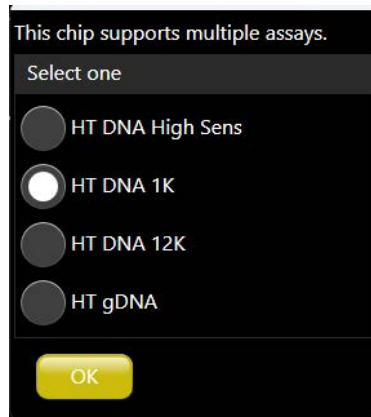 This chip supports multiple assays.
Select one
HT DNA High Sens
HT DNA 1K
HT DNA 12K
HT gDNA
OK